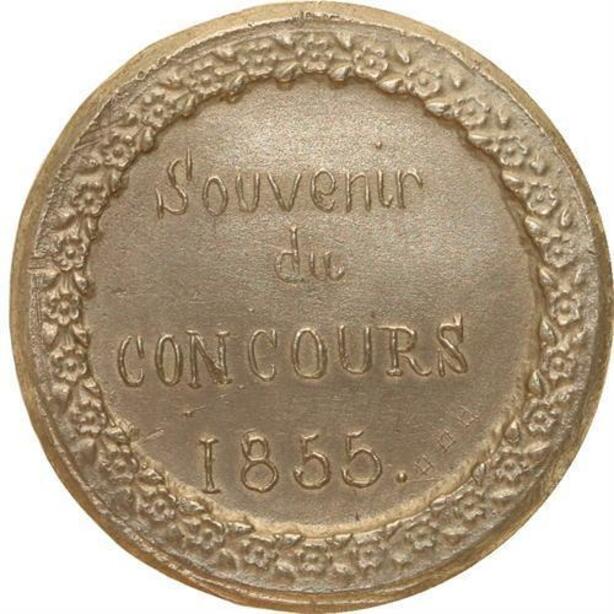 Souvenir
du
CONCOURS
1855.